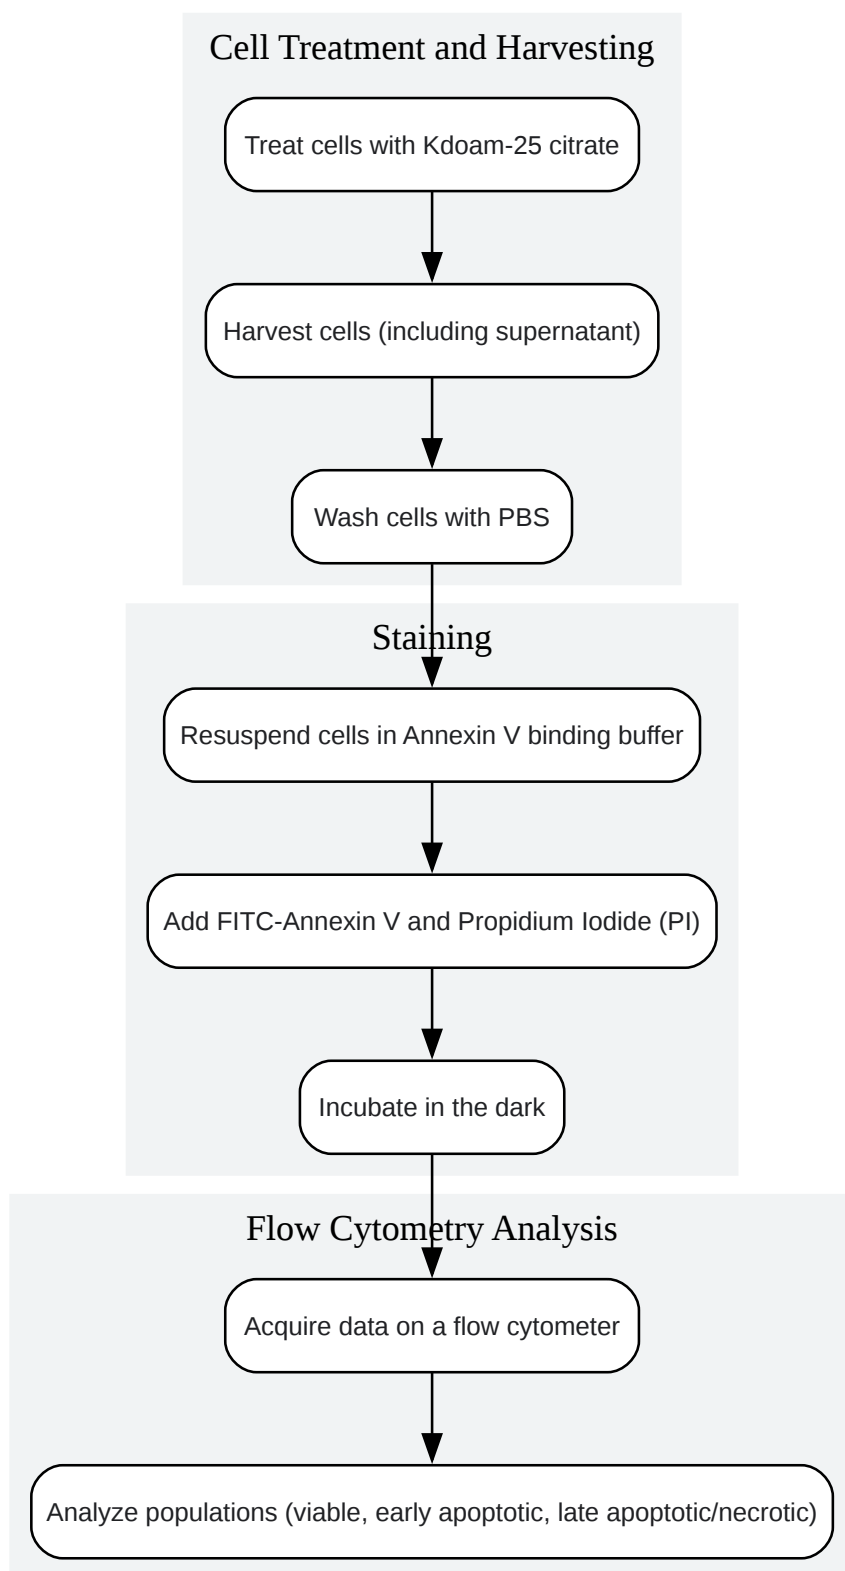 Cell Treatment and Harvesting
Treat cells with Kdoam-25 citrate
Harvest cells (including supernatant)
Wash cells with PBS
Staining
Resuspend cells in Annexin V binding buffer
Add FITC-Annexin V and Propidium Iodide (PI)
Incubate in the dark
Flow Cytometry Analysis
Acquire data on a flow cytometer
Analyze populations (viable, early apoptotic, late apoptotic/necrotic)